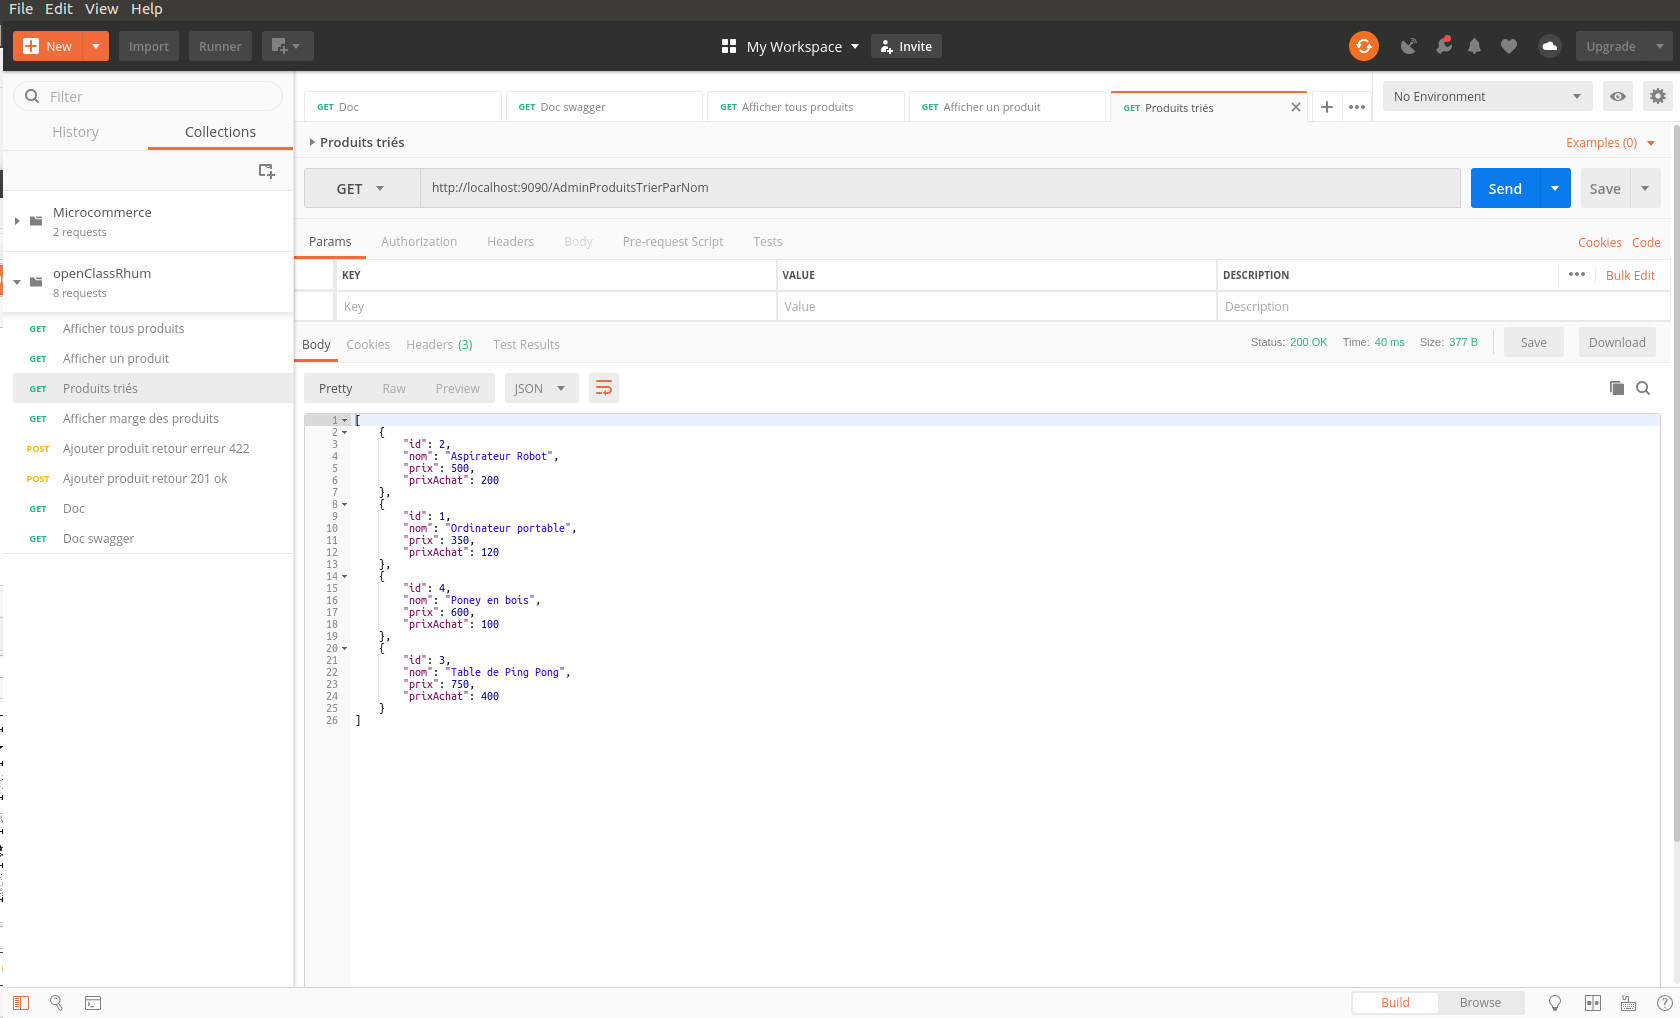 File Edit View Help
New Import Runner My Workspace Invite Upgrade
Filter
History Collections
Microcommerce
2 requests
openClassRhum
8 requests
GET Afficher tous produits
GET Afficher un produit
GET Produits triés
GET Afficher marge des produits
POST Ajouter produit retour erreur 422
POST Ajouter produit retour 201 ok
GET Doc
GET Doc swagger
GET Doc GET Doc swagger GET Afficher tous produits GET Afficher un produit GET Produits triés No Environment
Produits triés Examples (0)
GET http://localhost:9090/AdminProduitsTrierParNom Send Save
Params Authorization Headers Body Pre-request Script Tests Cookies Code
KEY VALUE DESCRIPTION Bulk Edit
Key Value Description
Body Cookies Headers (3) Test Results Status: 200 OK Time: 40 ms Size: 377 B Save Download
Pretty Raw Preview JSON
1 [
2 {
3 "id": 2,
4 "nom": "Aspirateur Robot",
5 "prix": 500,
6 "prixAchat": 200
7 },
8 {
9 "id": 1,
10 "nom": "Ordinateur portable",
11 "prix": 350,
12 "prixAchat": 120
13 },
14 {
15 "id": 4,
16 "nom": "Poney en bois",
17 "prix": 600,
18 "prixAchat": 100
19 },
20 {
21 "id": 3,
22 "nom": "Table de Ping Pong",
23 "prix": 750,
24 "prixAchat": 400
25 }
26 ]
Build Browse